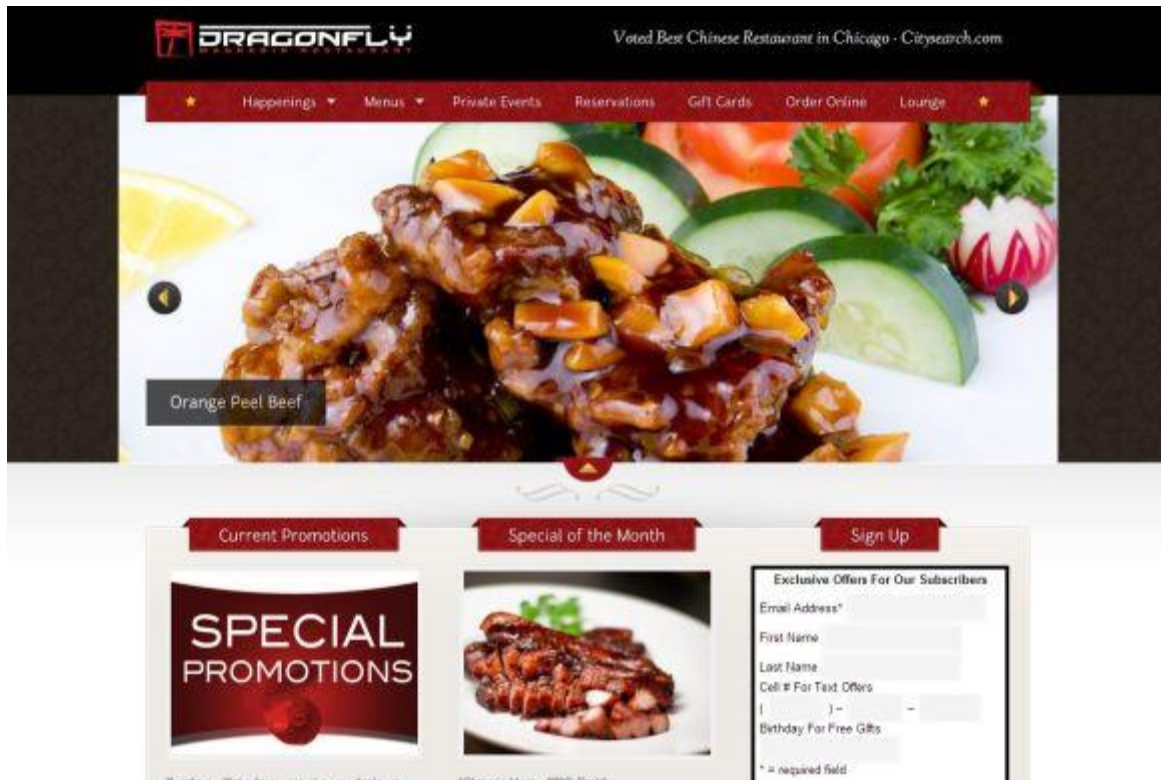 DRAGONFLY
MANDARIN RESTAURANT
Voted Best Chinese Restaurant in Chicago - Citysearch.com
Happenings Menus Private Events Reservations Gift Cards Order Online Lounge
Orange Peel Beef
Current Promotions
SPECIAL
PROMOTIONS
Special of the Month
Sign Up
Exclusive Offers For Our Subscribers
Email Address*
First Name
Last Name
Cell # For Text Offers
( ) - -
Birthday For Free Gifts
* = required field